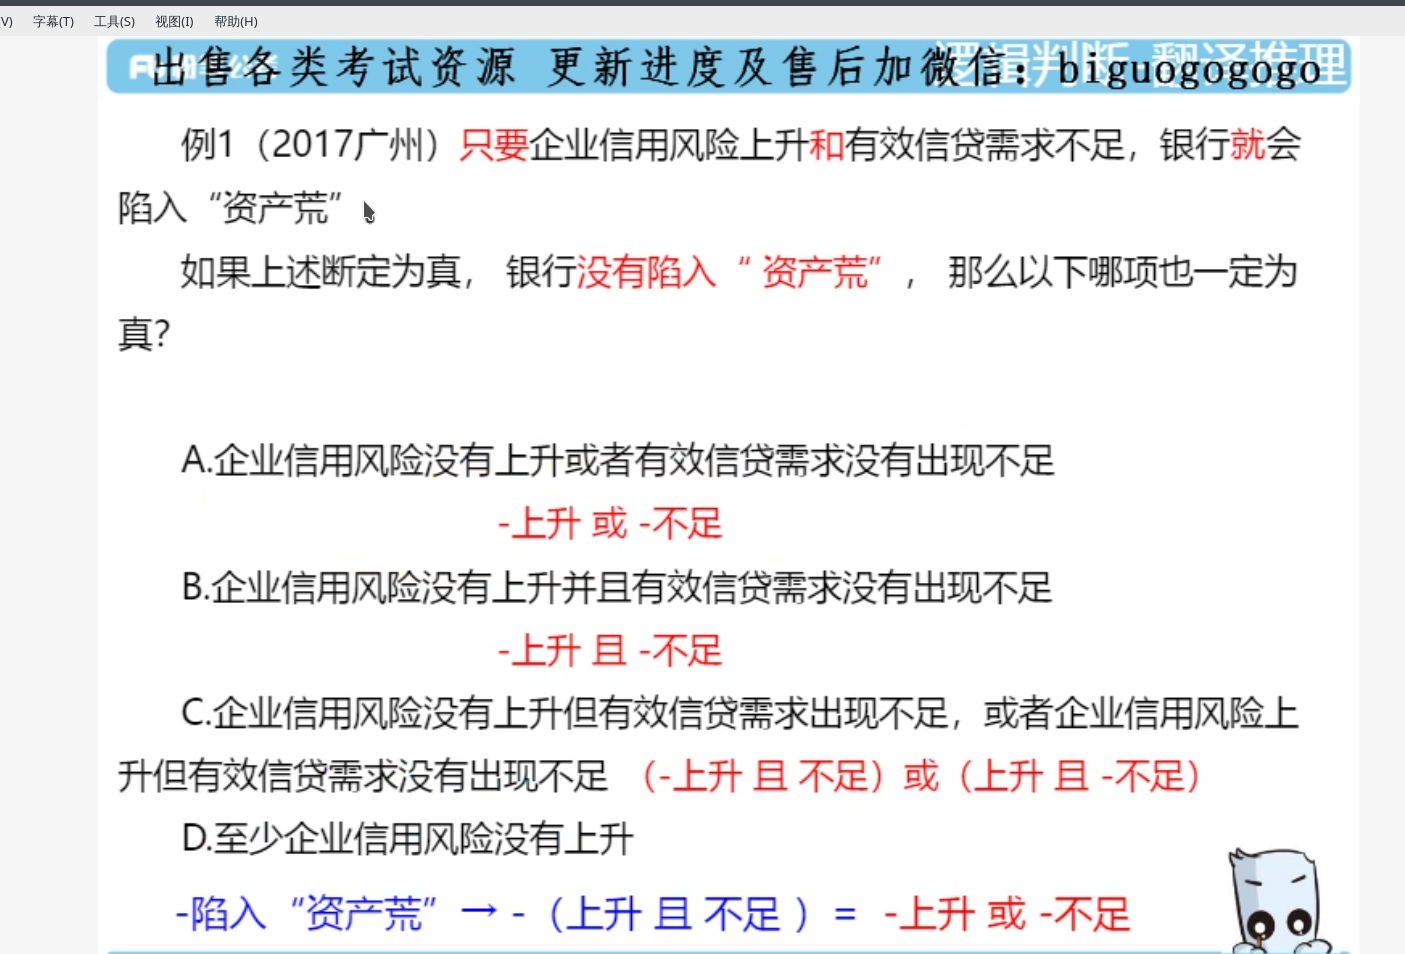 V) 字幕(T) 工具(S) 视图(I) 帮助(H)
逻辑判断 翻译推理
出售各类考试资源 更新进度及售后加微信：biguogogogo
例1（2017广州）只要企业信用风险上升和有效信贷需求不足，银行就会
陷入“资产荒”
如果上述断定为真， 银行没有陷入“ 资产荒”， 那么以下哪项也一定为
真？
A.企业信用风险没有上升或者有效信贷需求没有出现不足
-上升 或 -不足
B.企业信用风险没有上升并且有效信贷需求没有出现不足
-上升 且 -不足
C.企业信用风险没有上升但有效信贷需求出现不足，或者企业信用风险上
升但有效信贷需求没有出现不足 （-上升 且 不足）或（上升 且 -不足）
D.至少企业信用风险没有上升
-陷入“资产荒”→ -（上升 且 不足 ）= -上升 或 -不足